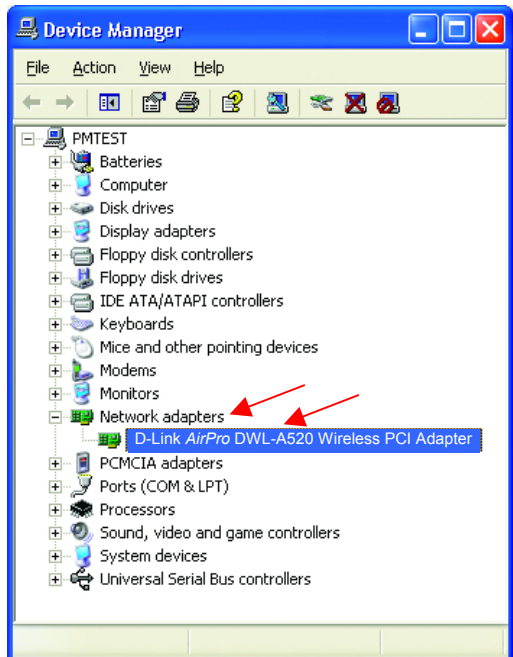 Device Manager
File Action View Help
PMTEST
Batteries
Computer
Disk drives
Display adapters
Floppy disk controllers
Floppy disk drives
IDE ATA/ATAPI controllers
Keyboards
Mice and other pointing devices
Modems
Monitors
Network adapters
D-Link AirPro DWL-A520 Wireless PCI Adapter
PCMCIA adapters
Ports (COM & LPT)
Processors
Sound, video and game controllers
System devices
Universal Serial Bus controllers